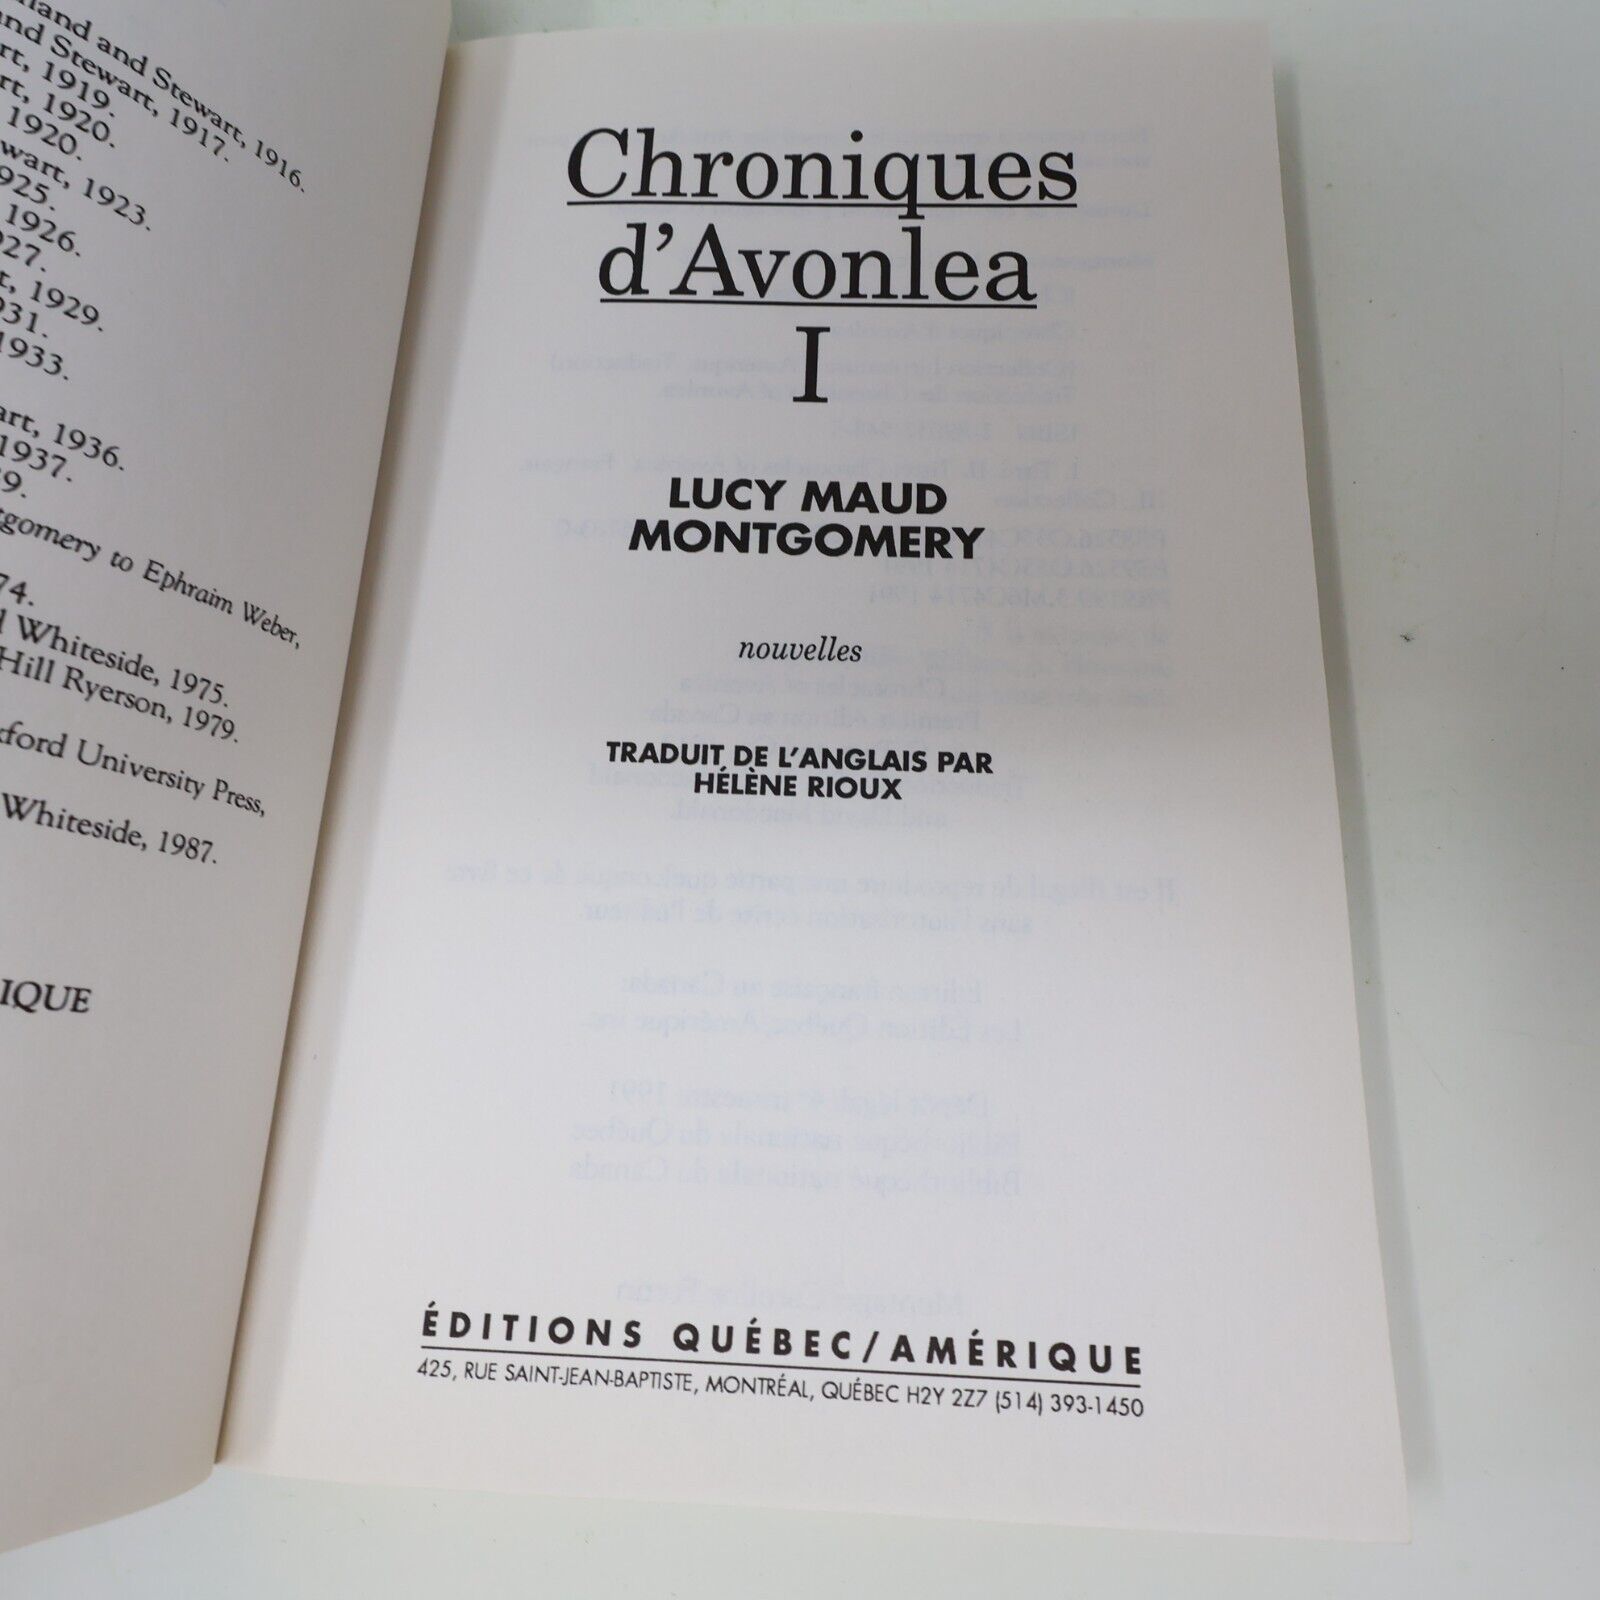 land and Stewart, 1916.
nd Stewart, 1917.
rt, 1919.
rt, 1920.
1920.
wart, 1923.
925.
1926.
927.
t, 1929.
931.
1933.
art, 1936.
1937.
39.
tgomery to Ephraim Weber,
74.
d Whiteside, 1975.
Hill Ryerson, 1979.
xford University Press,
Whiteside, 1987.
IQUE
Chroniques
d'Avonlea
I
LUCY MAUD
MONTGOMERY
nouvelles
TRADUIT DE L'ANGLAIS PAR
HÉLÈNE RIOUX
ÉDITIONS QUÉBEC/AMÉRIQUE
425, RUE SAINT-JEAN-BAPTISTE, MONTRÉAL, QUÉBEC H2Y 2Z7 (514) 393-1450